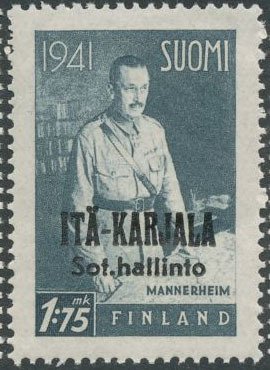 1941 SUOMI
ITÄ-KARJALA
Sot.hallinto
MANNERHEIM
1:75 mk FINLAND